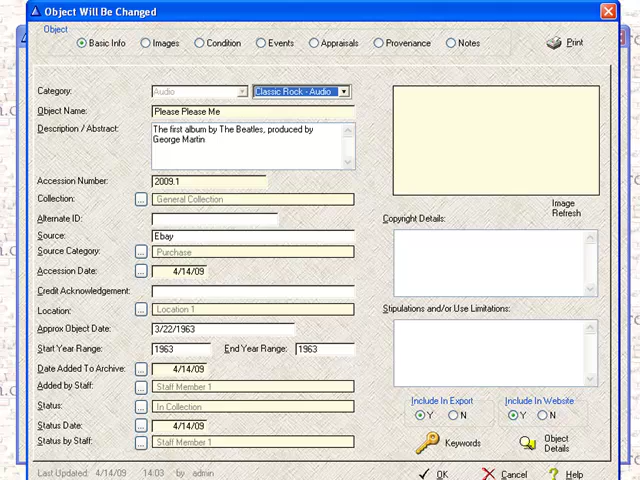 Object Will Be Changed
Object
Basic Info Images Condition Events Appraisals Provenance Notes Print
Category: Audio Classic Rock - Audio
Object Name: Please Please Me
Description / Abstract: The first album by The Beatles, produced by
George Martin
Accession Number: 2009.1
Collection: ... General Collection
Image
Refresh
Alternate ID:
Copyright Details:
Source: Ebay
Source Category: ... Purchase
Accession Date: ... 4/14/09
Credit Acknowledgement:
Location: ... Location 1
Stipulations and/or Use Limitations:
Approx Object Date: 3/22/1963
Start Year Range: 1963 End Year Range: 1963
Date Added To Archive: ... 4/14/09
Added by Staff: ... Staff Member 1
Include In Export Include In Website
Status: ... In Collection
Y N Y N
Status Date: ... 4/14/09
Status by Staff: ... Staff Member 1
Keywords Object
Details
Last Updated: 4/14/09 14:03 by admin
OK Cancel ? Help